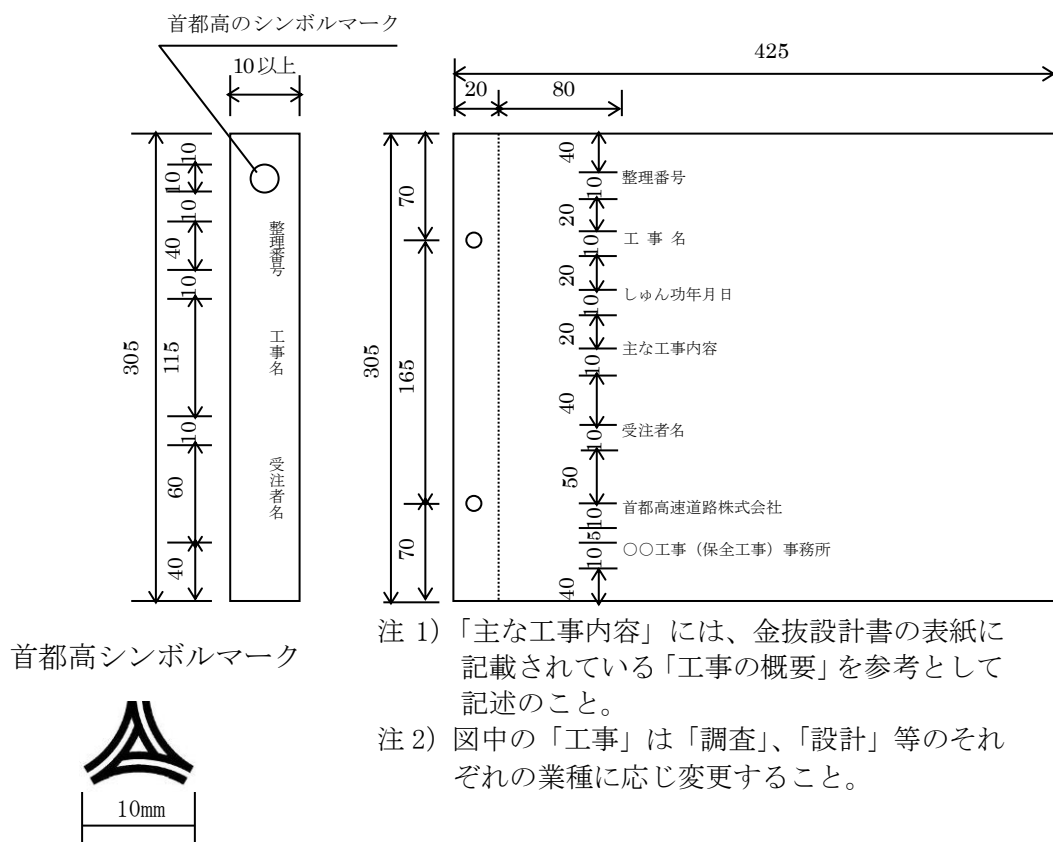 首都高のシンボルマーク
10以上
425
20
80
305
10
10
10
40
10
115
10
60
40
整理番号
工事名
受注者名
305
70
165
70
40
10
整理番号
20
10
工 事 名
20
10
しゅん功年月日
20
10
主な工事内容
40
10
受注者名
50
10
首都高速道路株式会社
5
10
○○工事（保全工事）事務所
40
首都高シンボルマーク
10mm
注 1）「主な工事内容」には、金抜設計書の表紙に
記載されている「工事の概要」を参考として
記述のこと。
注 2） 図中の「工事」は「調査」、「設計」等のそれ
ぞれの業種に応じ変更すること。